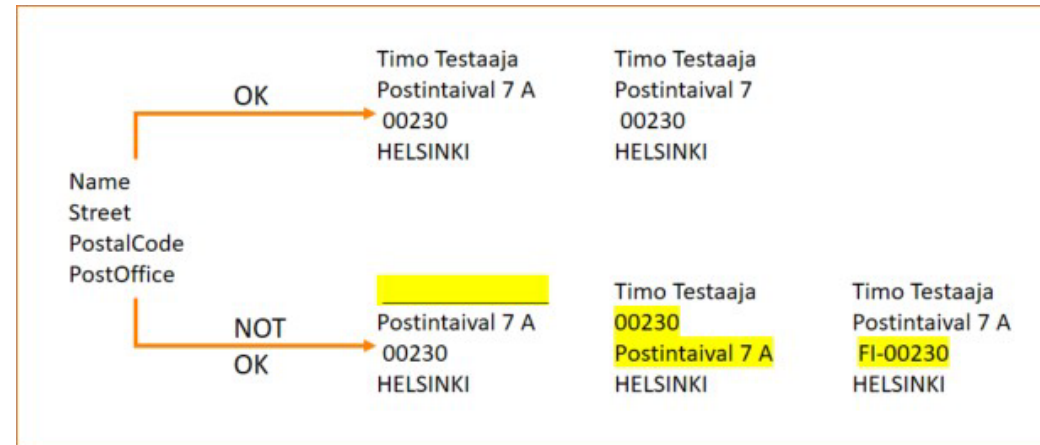 Timo Testaaja
Postintaival 7 A
00230
HELSINKI
Timo Testaaja
Postintaival 7
00230
HELSINKI
OK
Name
Street
PostalCode
PostOffice
NOT
OK
Postintaival 7 A
00230
HELSINKI
Timo Testaaja
00230
Postintaival 7 A
HELSINKI
Timo Testaaja
Postintaival 7 A
FI-00230
HELSINKI